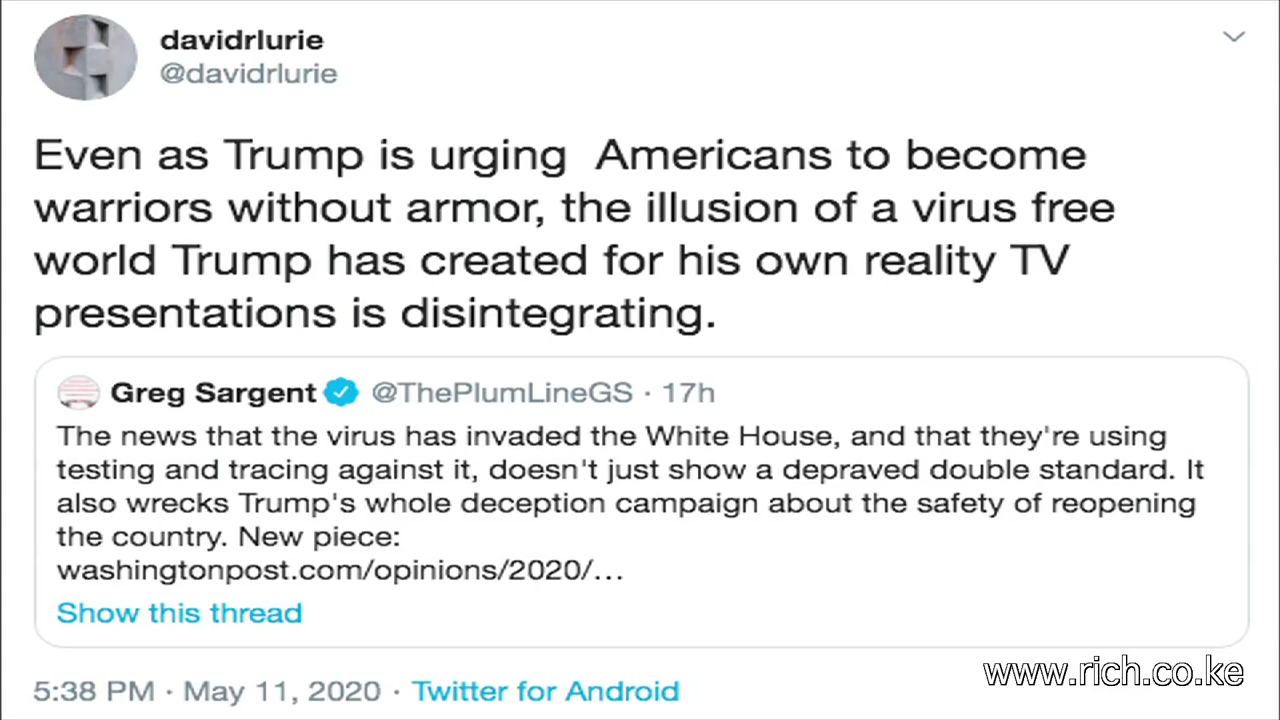 davidrlurie
@davidrlurie
Even as Trump is urging  Americans to become
warriors without armor, the illusion of a virus free
world Trump has created for his own reality TV
presentations is disintegrating.
Greg Sargent @ThePlumLineGS · 17h
The news that the virus has invaded the White House, and that they're using
testing and tracing against it, doesn't just show a depraved double standard. It
also wrecks Trump's whole deception campaign about the safety of reopening
the country. New piece:
washingtonpost.com/opinions/2020/…
Show this thread
www.rich.co.ke
5:38 PM · May 11, 2020 · Twitter for Android